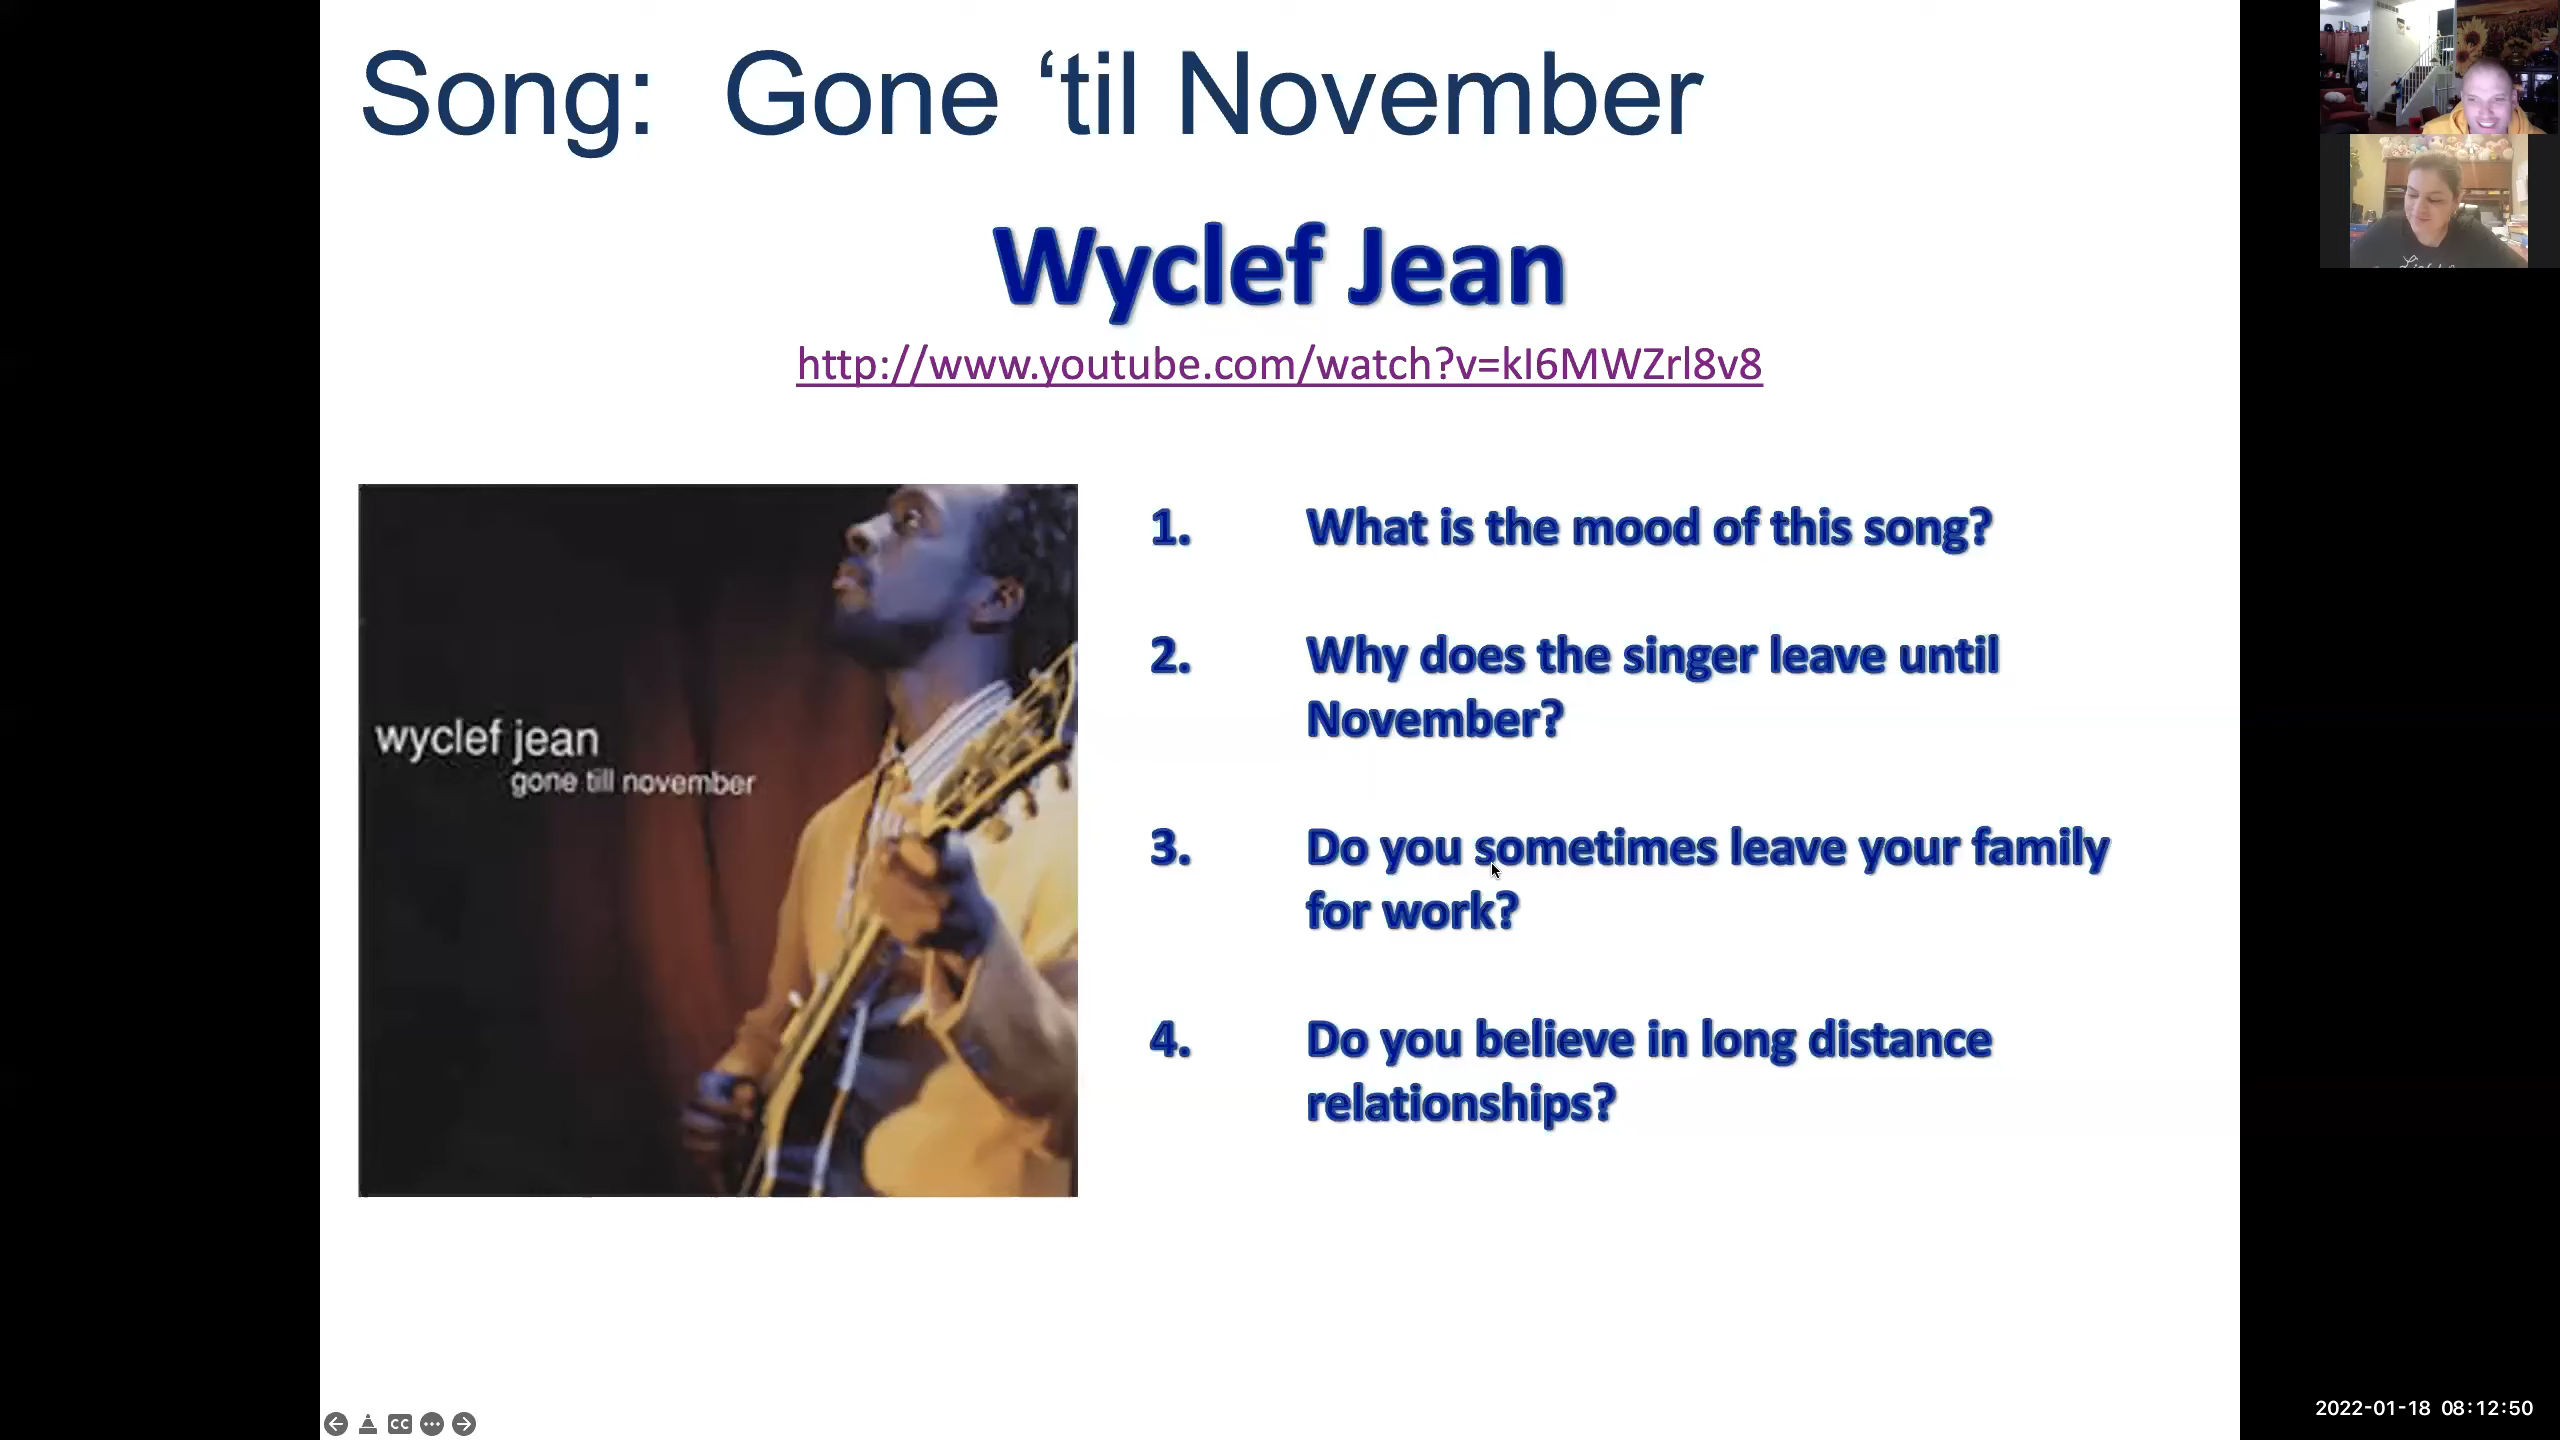 Song: Gone ‘til November
Wyclef Jean
http://www.youtube.com/watch?v=kI6MWZrl8v8
wyclef jean
gone till november
1. What is the mood of this song?
2. Why does the singer leave until
November?
3. Do you sometimes leave your family
for work?
4. Do you believe in long distance
relationships?
CC
2022-01-18 08:12:50